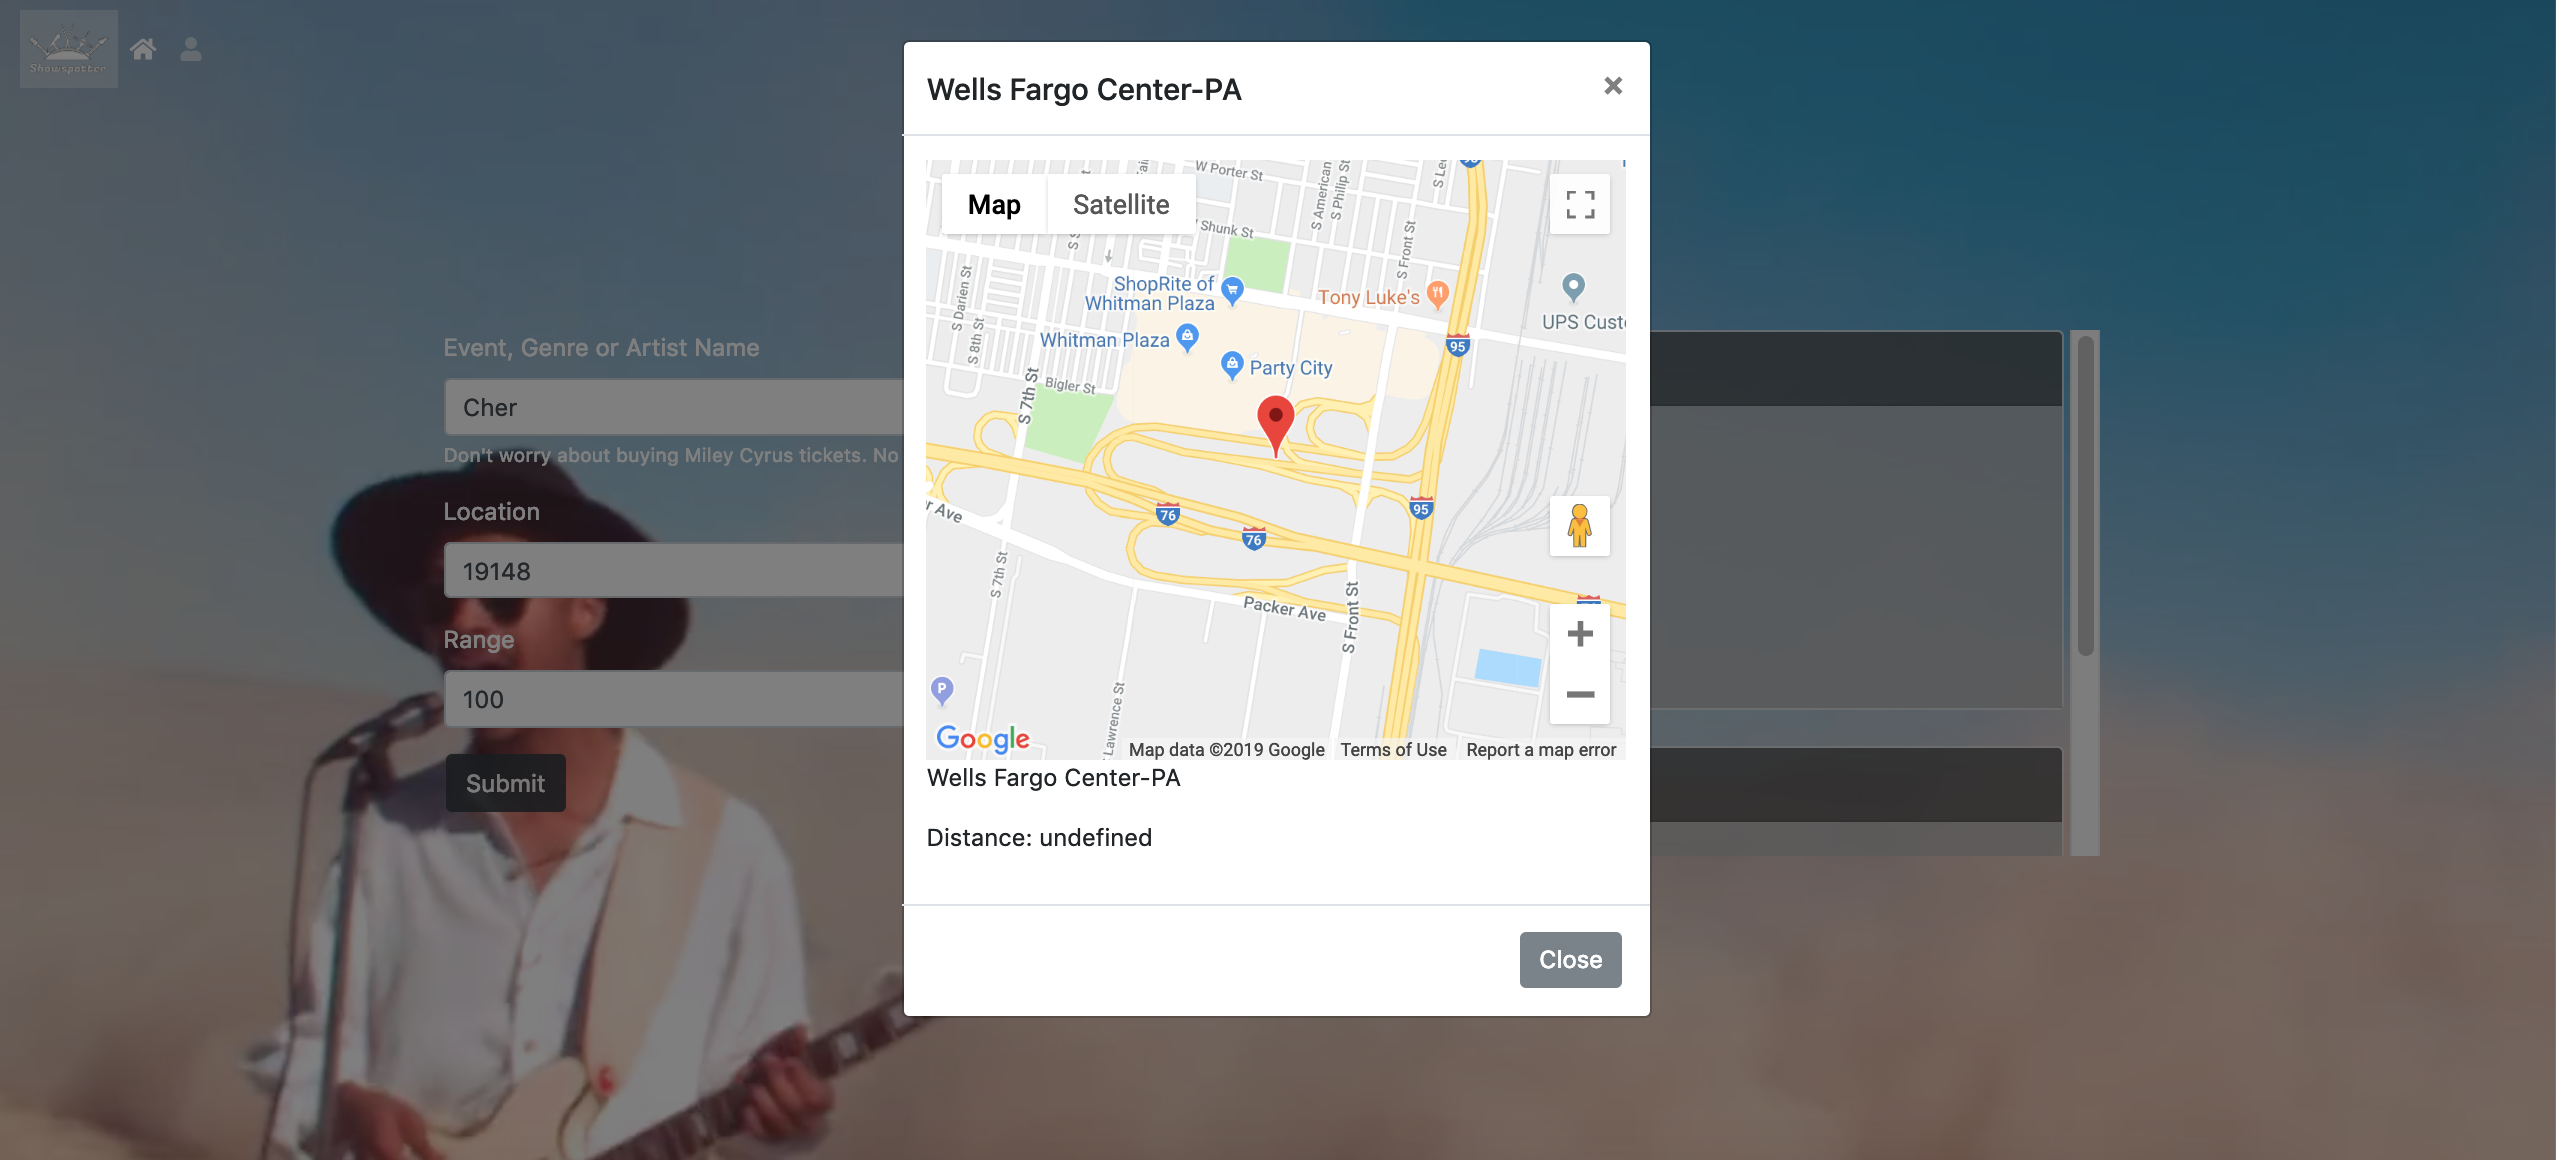 Showspotter
Event, Genre or Artist Name
Cher
Don't worry about buying Miley Cyrus tickets. No
Location
19148
Range
100
Submit
Wells Fargo Center-PA
×
Map
Satellite
W Porter St
S American
S Philip St
Shunk St
S Front St
S Darien St
S 8th St
ShopRite of
Whitman Plaza
Tony Luke's
UPS Custo
Whitman Plaza
95
Party City
Bigler St
S 7th St
r Ave
76
95
76
S 7th St
Packer Ave
S Front St
P
Lawrence St
Google
Map data ©2019 Google
Terms of Use
Report a map error
Wells Fargo Center-PA
Distance: undefined
Close